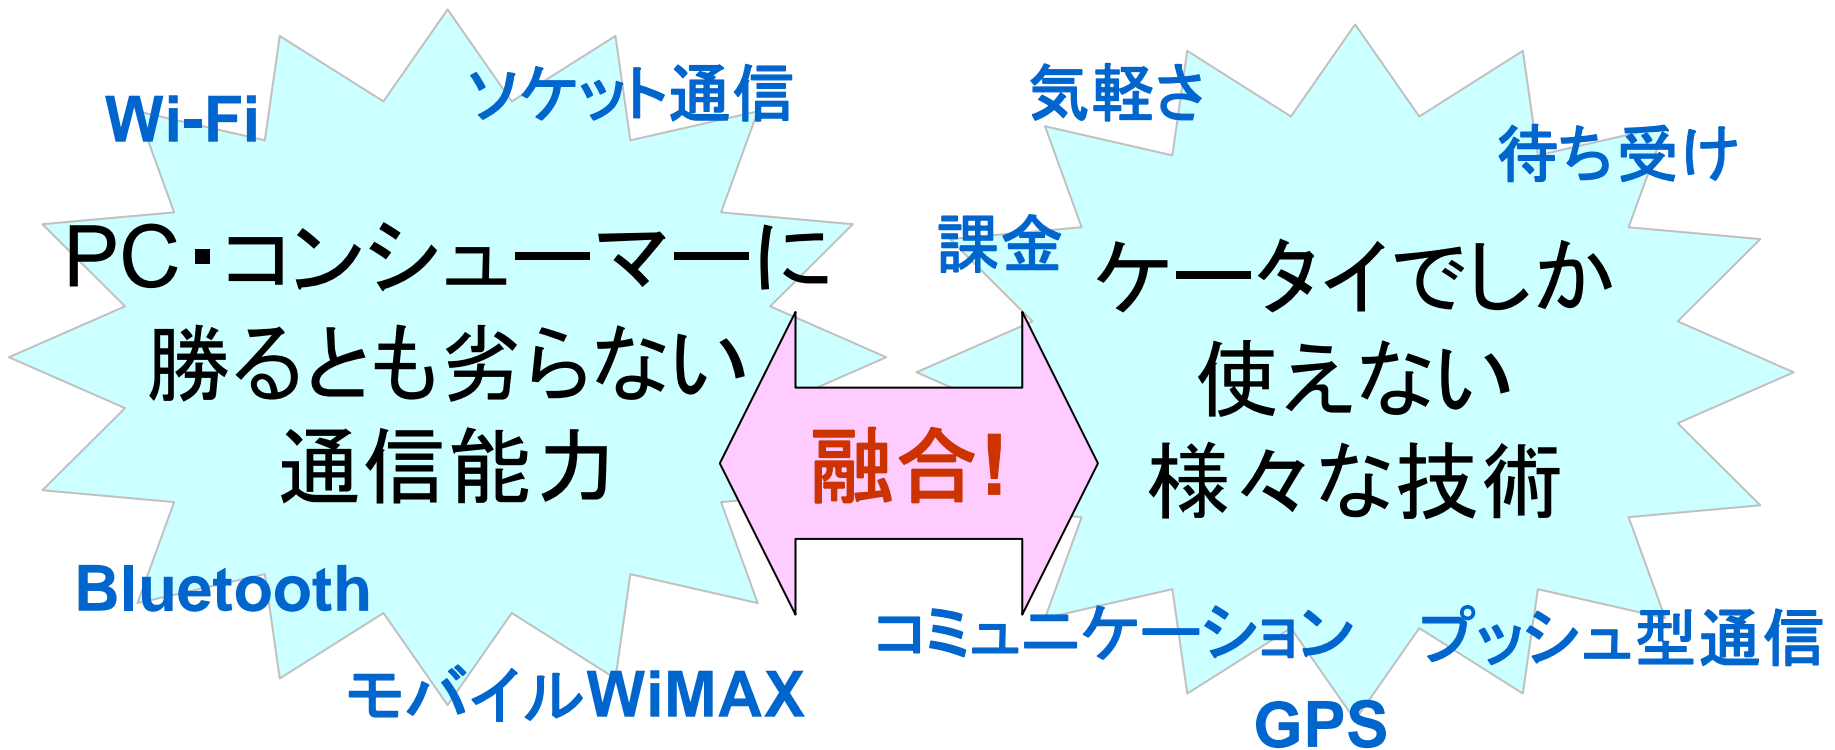 Wi-Fi
ソケット通信
PC・コンシューマーに
勝るとも劣らない
通信能力
Bluetooth
モバイルWiMAX
融合!
気軽さ
待ち受け
課金
ケータイでしか
使えない
様々な技術
コミュニケーション
プッシュ型通信
GPS